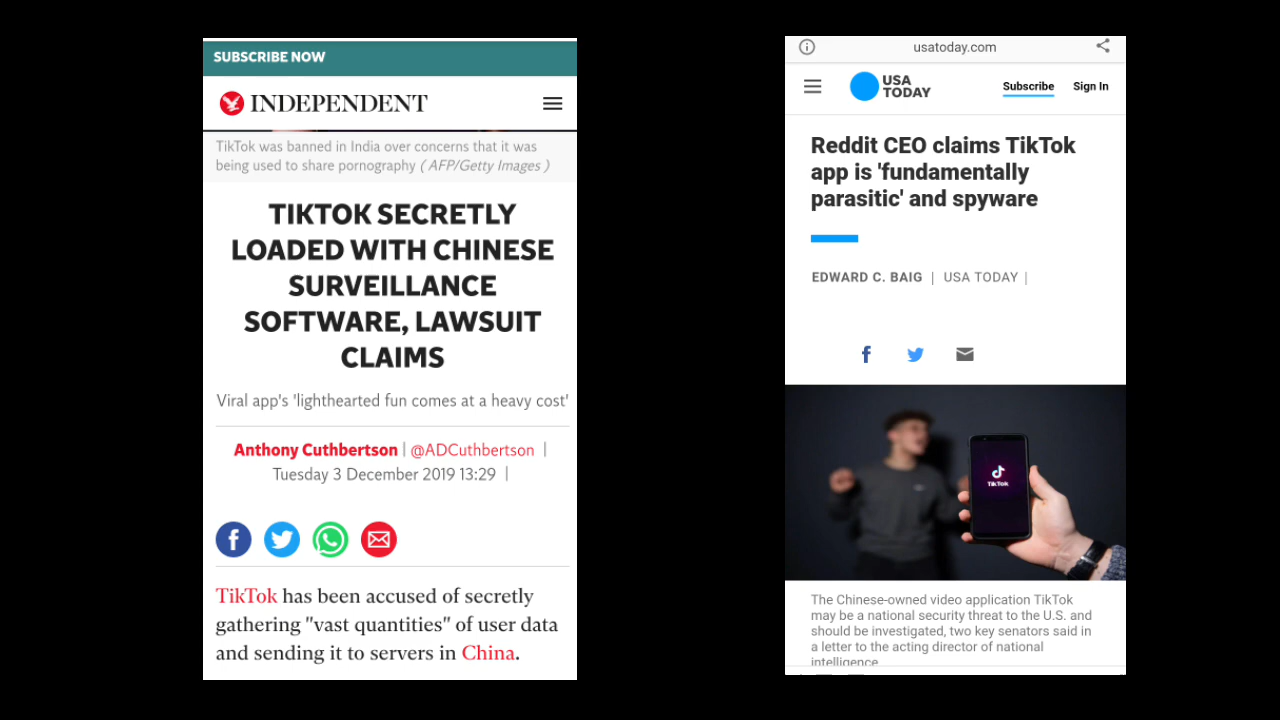 SUBSCRIBE NOW
INDEPENDENT
TikTok was banned in India over concerns that it was
being used to share pornography ( AFP/Getty Images )
TIKTOK SECRETLY
LOADED WITH CHINESE
SURVEILLANCE
SOFTWARE, LAWSUIT
CLAIMS
Viral app's 'lighthearted fun comes at a heavy cost'
Anthony Cuthbertson | @ADCuthbertson |
Tuesday 3 December 2019 13:29 |
TikTok has been accused of secretly
gathering "vast quantities" of user data
and sending it to servers in China.
usatoday.com
USA
TODAY
Subscribe Sign In
Reddit CEO claims TikTok
app is 'fundamentally
parasitic' and spyware
EDWARD C. BAIG | USA TODAY |
TikTok
The Chinese-owned video application TikTok
may be a national security threat to the U.S. and
should be investigated, two key senators said in
a letter to the acting director of national
intelligence